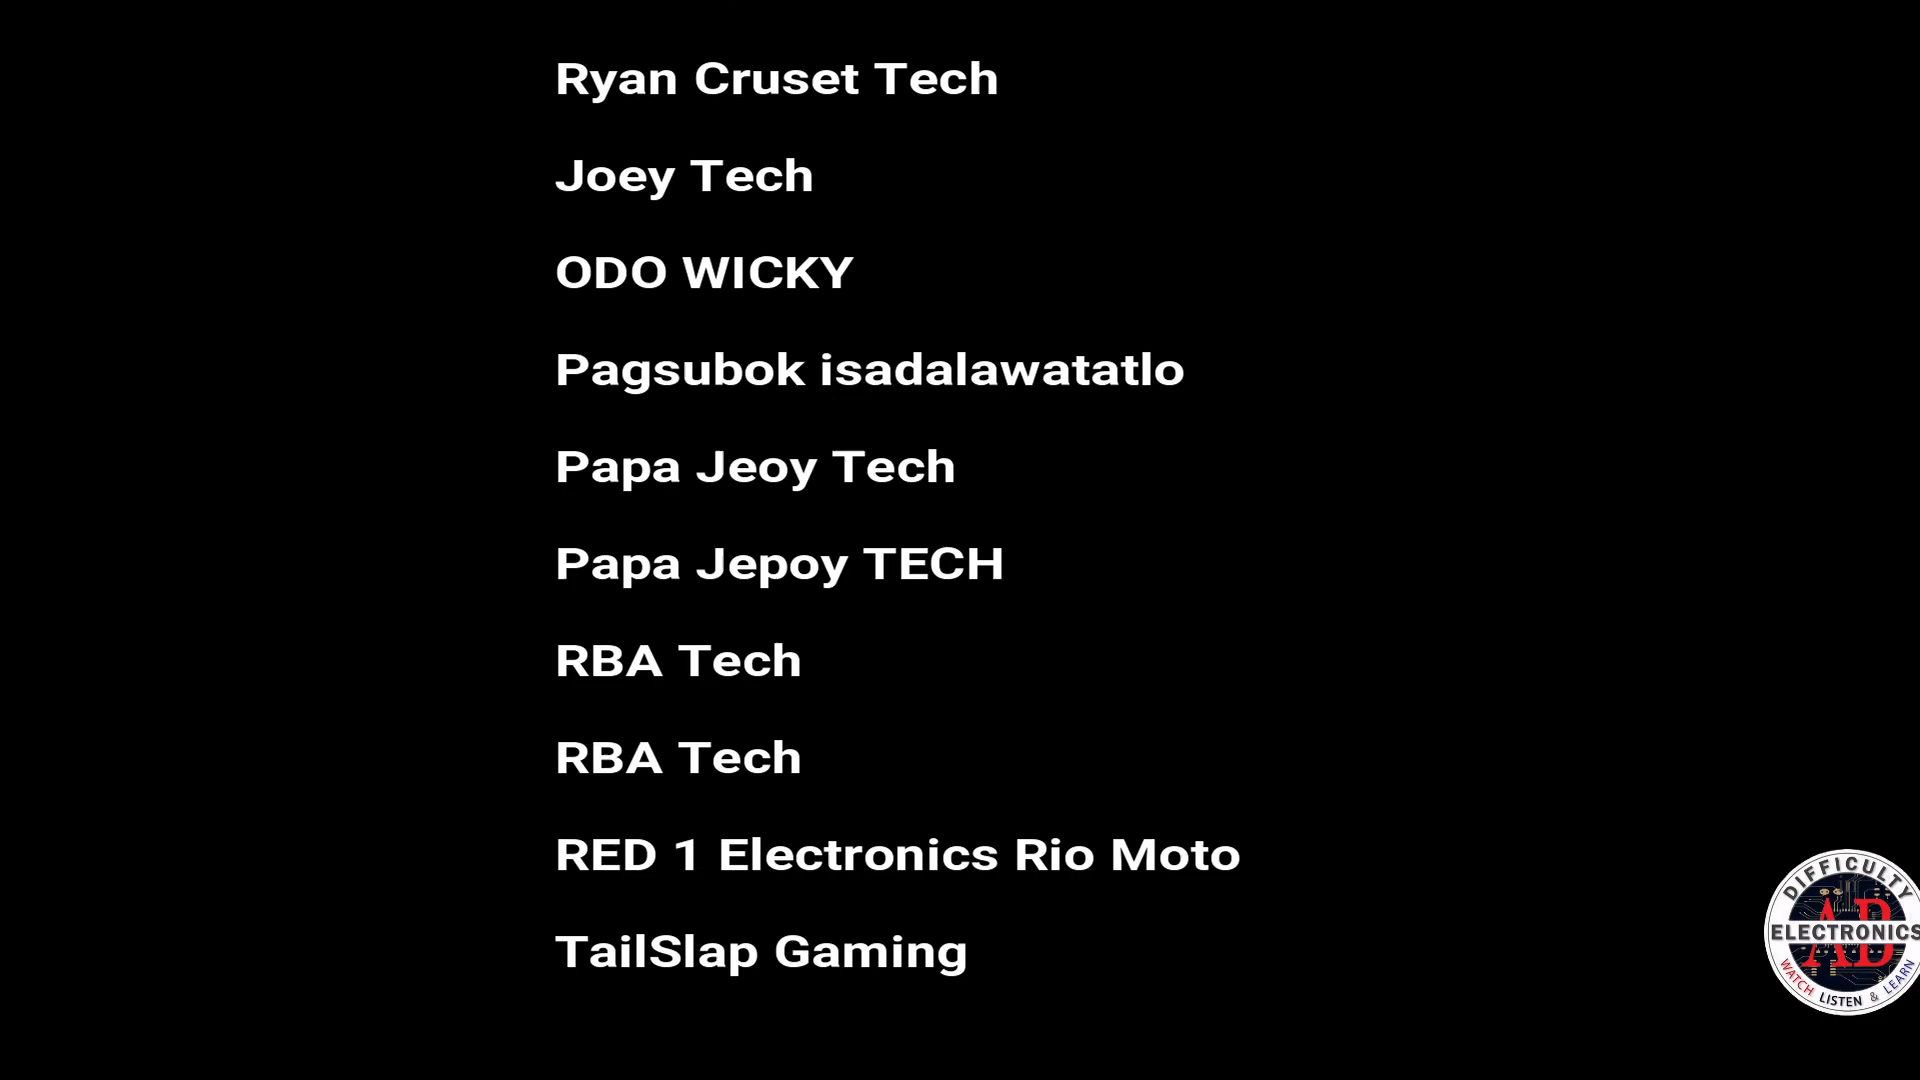 Ryan Cruset Tech
Joey Tech
ODO WICKY
Pagsubok isadalawatatlo
Papa Jeoy Tech
Papa Jepoy TECH
RBA Tech
RBA Tech
RED 1 Electronics Rio Moto
TailSlap Gaming
DIFFICULTY
AD
ELECTRONICS
WATCH LISTEN & LEARN